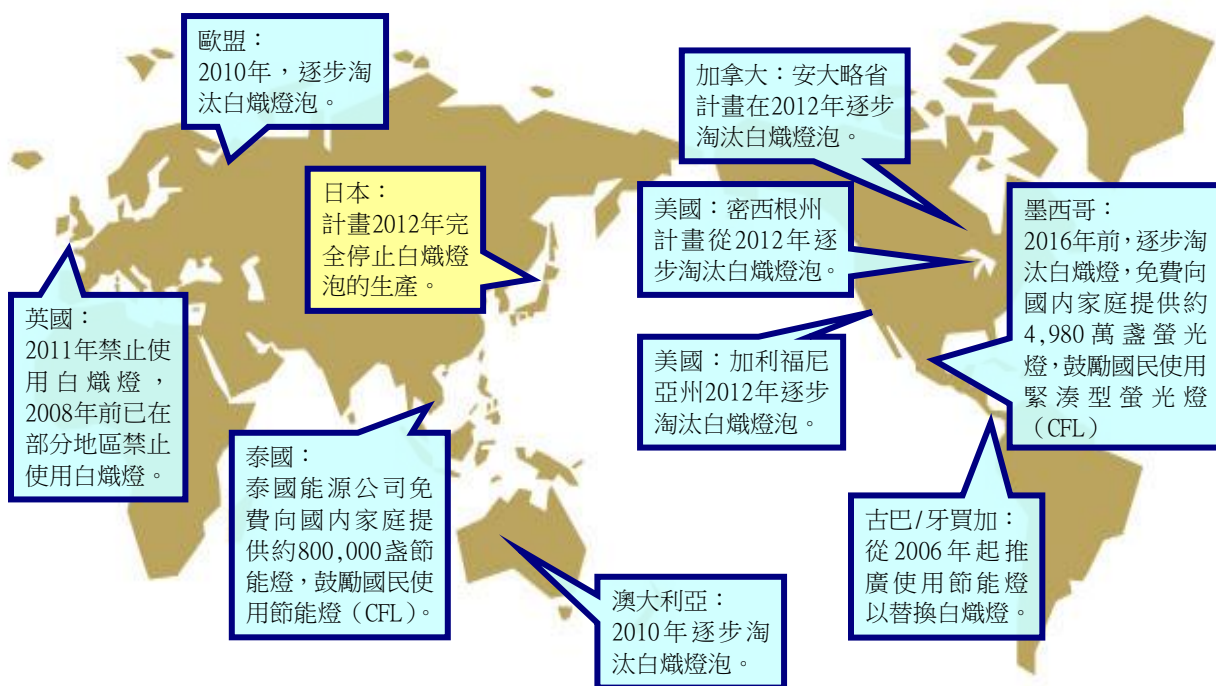 歐盟：
2010年，逐步淘
汰白熾燈泡。
加拿大：安大略省
計畫在2012年逐步
淘汰白熾燈泡。
日本：
計畫2012年完
全停止白熾燈
泡的生產。
美國：密西根州
計畫從2012年逐
步淘汰白熾燈泡。
墨西哥：
2016年前，逐步淘
汰白熾燈，免費向
國内家庭提供約
4,980萬盞螢光
燈，鼓勵國民使用
緊湊型螢光燈
（CFL）
英國：
2011年禁止使
用白熾燈，
2008年前已在
部分地區禁止
使用白熾燈。
美國：加利福尼
亞州2012年逐步
淘汰白熾燈泡。
泰國：
泰國能源公司免
費向國内家庭提
供約800,000盞節
能燈，鼓勵國民使
用節能燈（CFL）。
古巴/牙買加：
從2006年起推
廣使用節能燈
以替換白熾燈。
澳大利亞：
2010年逐步淘
汰白熾燈泡。